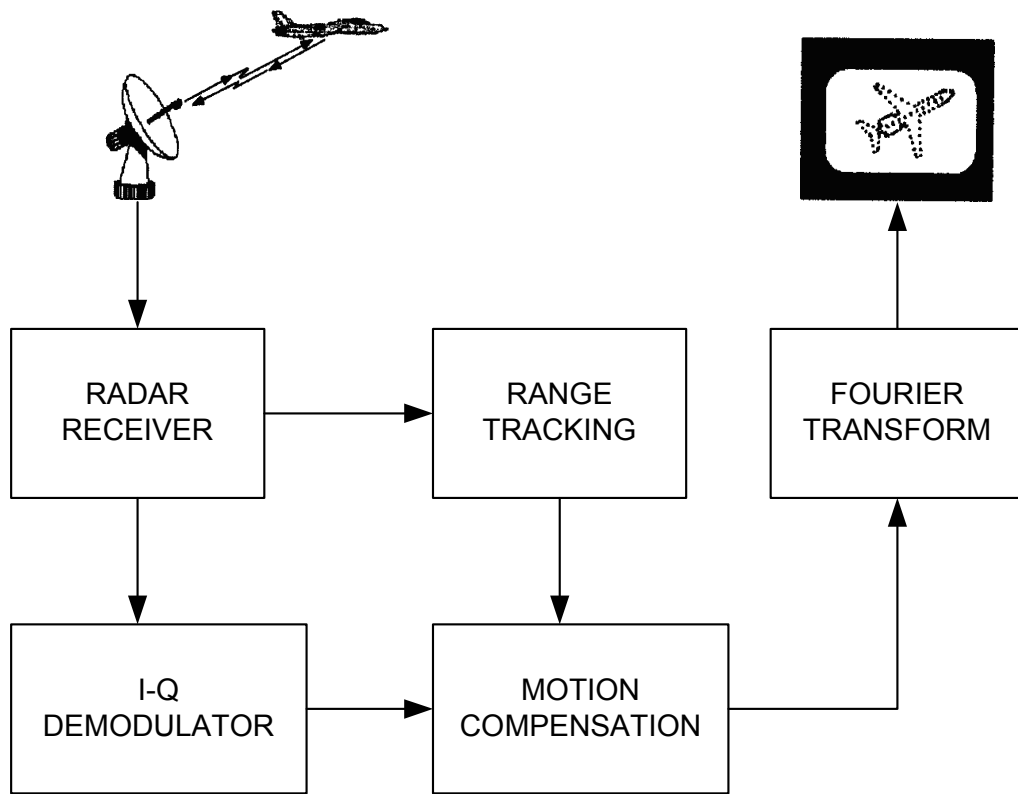 RADAR
RECEIVER
RANGE
TRACKING
FOURIER
TRANSFORM
I-Q
DEMODULATOR
MOTION
COMPENSATION